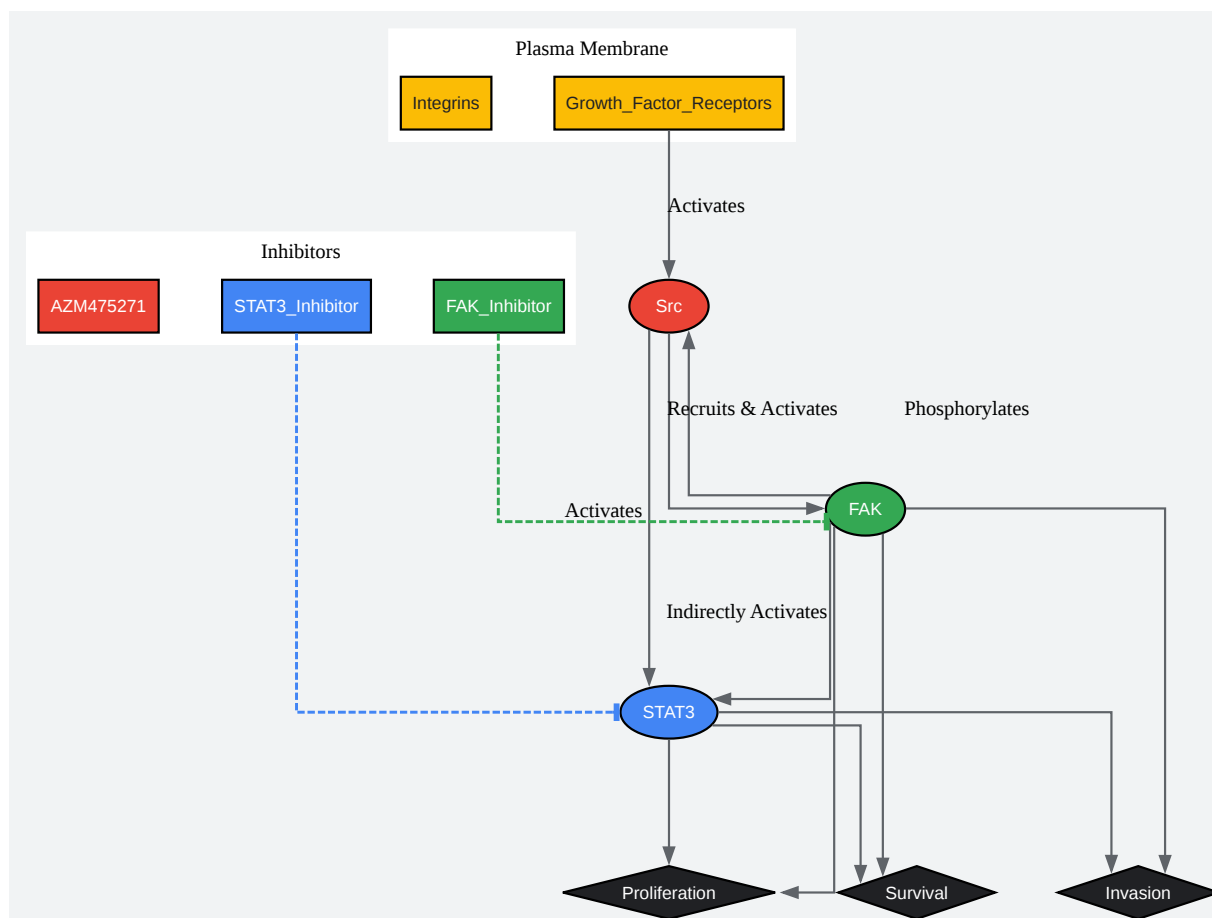 Plasma Membrane
Integrins
Growth_Factor_Receptors
Activates
Inhibitors
AZM475271
STAT3_Inhibitor
FAK_Inhibitor
Src
Recruits & Activates
Phosphorylates
FAK
Activates
Indirectly Activates
STAT3
Proliferation
Survival
Invasion